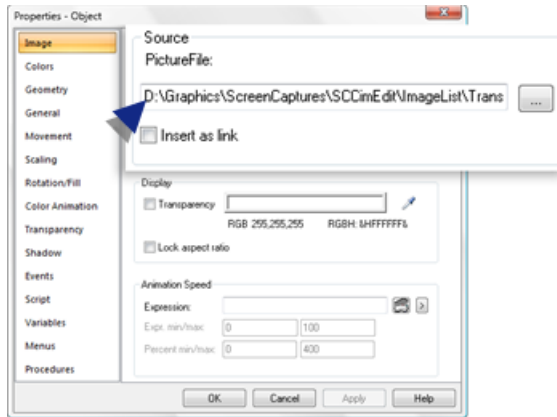 Properties - Object
Image
Colors
Geometry
General
Movement
Scaling
Rotation/Fill
Color Animation
Transparency
Shadow
Events
Script
Variables
Menus
Procedures
Source
PictureFile:
D:\Graphics\ScreenCaptures\SCCimEdit\ImageList\Trans
...
Insert as link
Display
Transparency
RGB 255,255,255 RGBH: &HFFFFFF&
Lock aspect ratio
Animation Speed
Expression:
>
Expr. min/max: 0 100
Percent min/max: 0 400
OK Cancel Apply Help